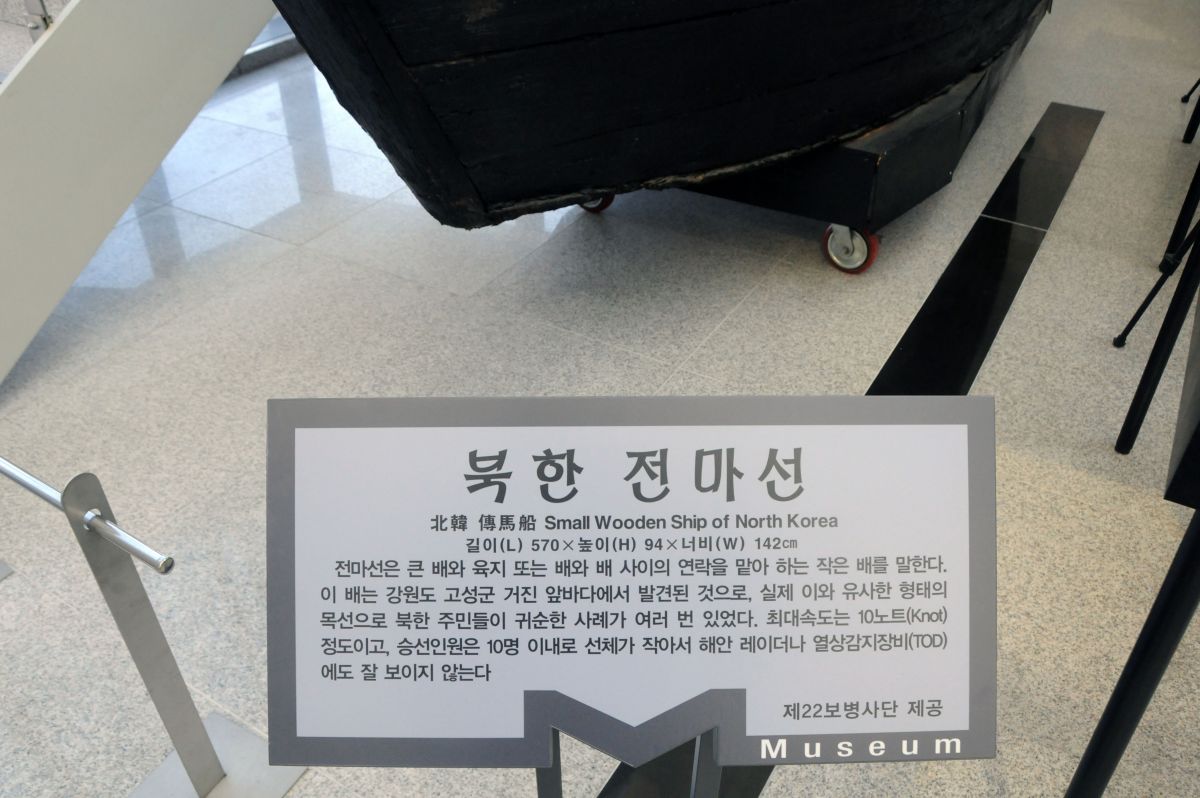 북한 전마선
北韓 傳馬船 Small Wooden Ship of North Korea
길이(L) 570×높이(H) 94×너비(W) 142㎝
전마선은 큰 배와 육지 또는 배와 배 사이의 연락을 맡아 하는 작은 배를 말한다.
이 배는 강원도 고성군 거진 앞바다에서 발견된 것으로, 실제 이와 유사한 형태의
목선으로 북한 주민들이 귀순한 사례가 여러 번 있었다. 최대속도는 10노트(Knot)
정도이고, 승선인원은 10명 이내로 선체가 작아서 해안 레이더나 열상감지장비(TOD)
에도 잘 보이지 않는다
제22보병사단 제공
Museum